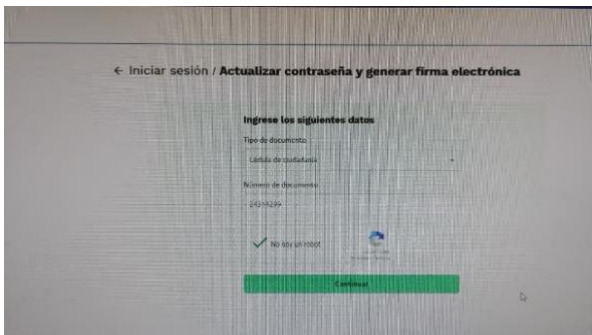 ← Iniciar sesión / Actualizar contraseña y generar firma electrónica
Ingrese los siguientes datos
Tipo de documento
Cédula de ciudadanía
Número de documento
No soy un robot
Continuar